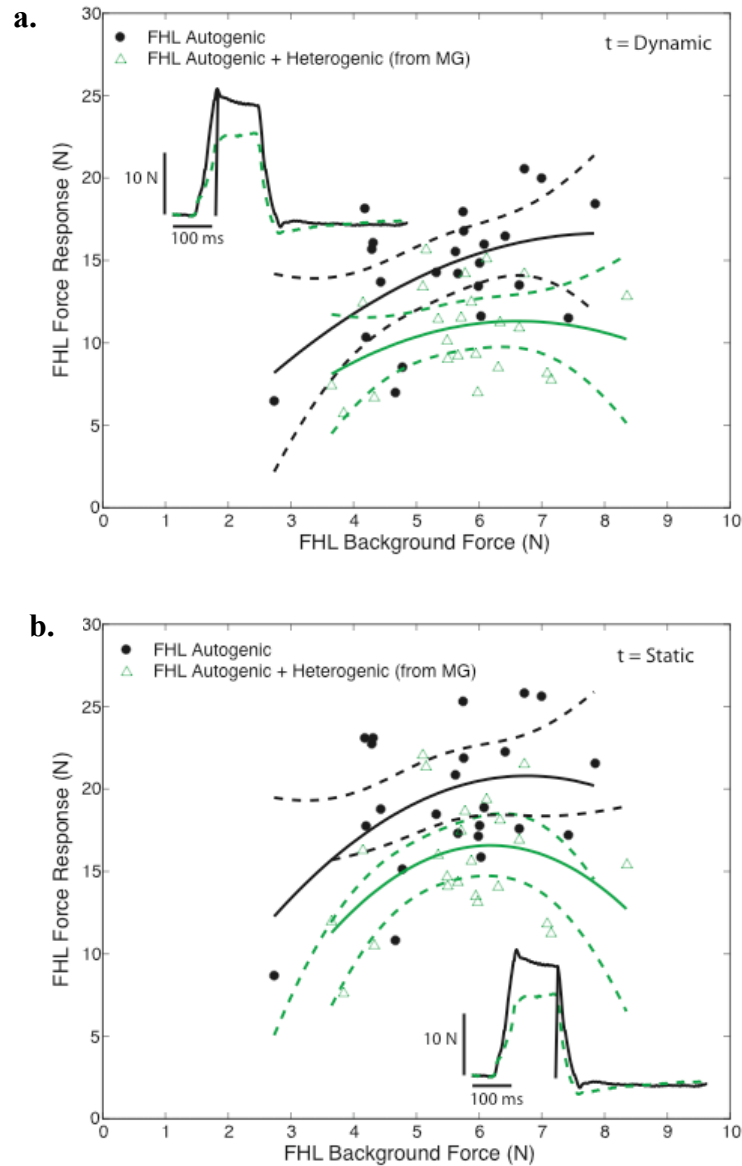 a.
30
FHL Autogenic
t = Dynamic
FHL Autogenic + Heterogenic (from MG)
25
10 N
20
100 ms
15
10
5
0
FHL Force Response (N)
0 1 2 3 4 5 6 7 8 9 10
FHL Background Force (N)
b.
30
FHL Autogenic
t = Static
FHL Autogenic + Heterogenic (from MG)
25
20
15
10
10 N
5
100 ms
0
FHL Force Response (N)
0 1 2 3 4 5 6 7 8 9 10
FHL Background Force (N)